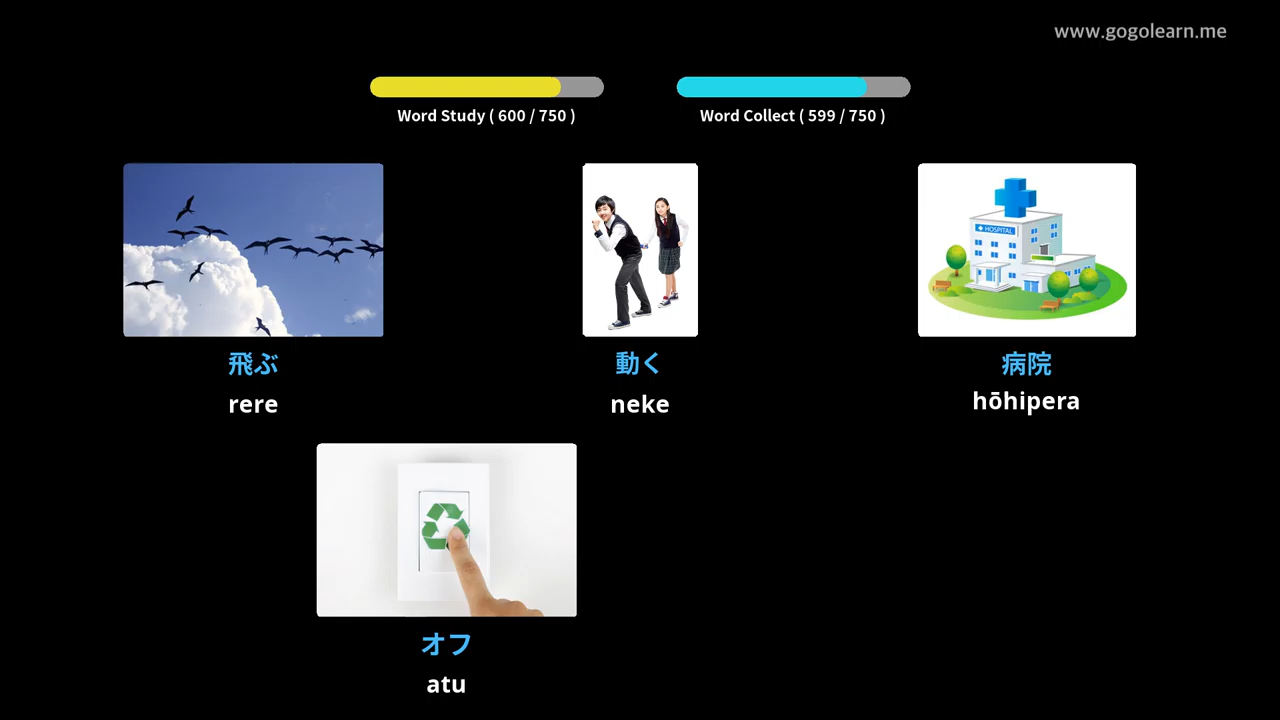 www.gogolearn.me
Word Study ( 600 / 750 )
Word Collect ( 599 / 750 )
HOSPITAL
飛ぶ
rere
動く
neke
病院
hōhipera
オフ
atu